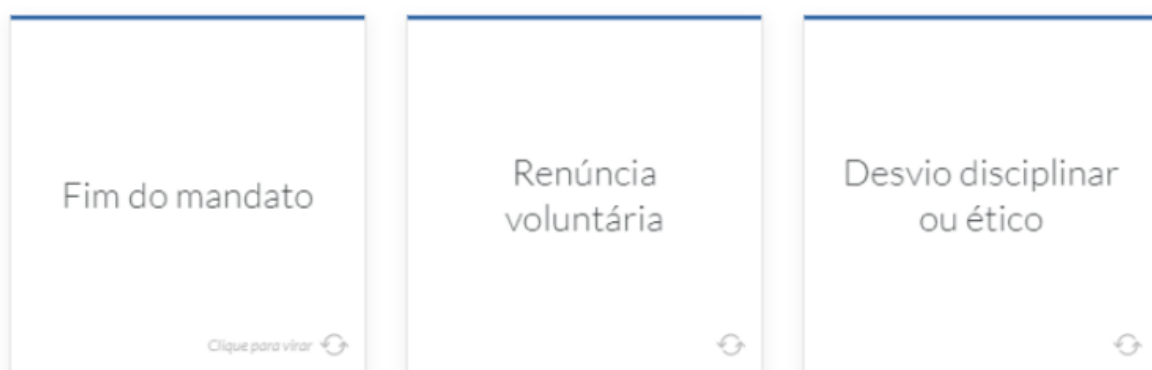 Fim do mandato
Clique para virar
Renúncia
voluntária
Desvio disciplinar
ou ético